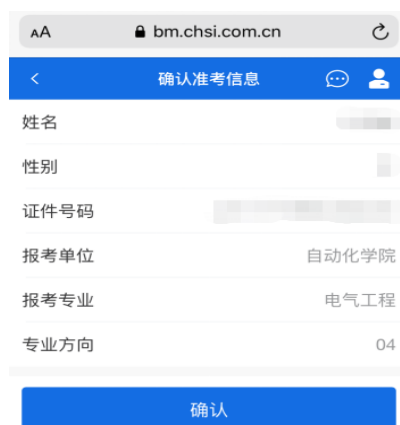 AA bm.chsi.com.cn
确认准考信息
姓名
性别
证件号码
报考单位 自动化学院
报考专业 电气工程
专业方向 04
确认